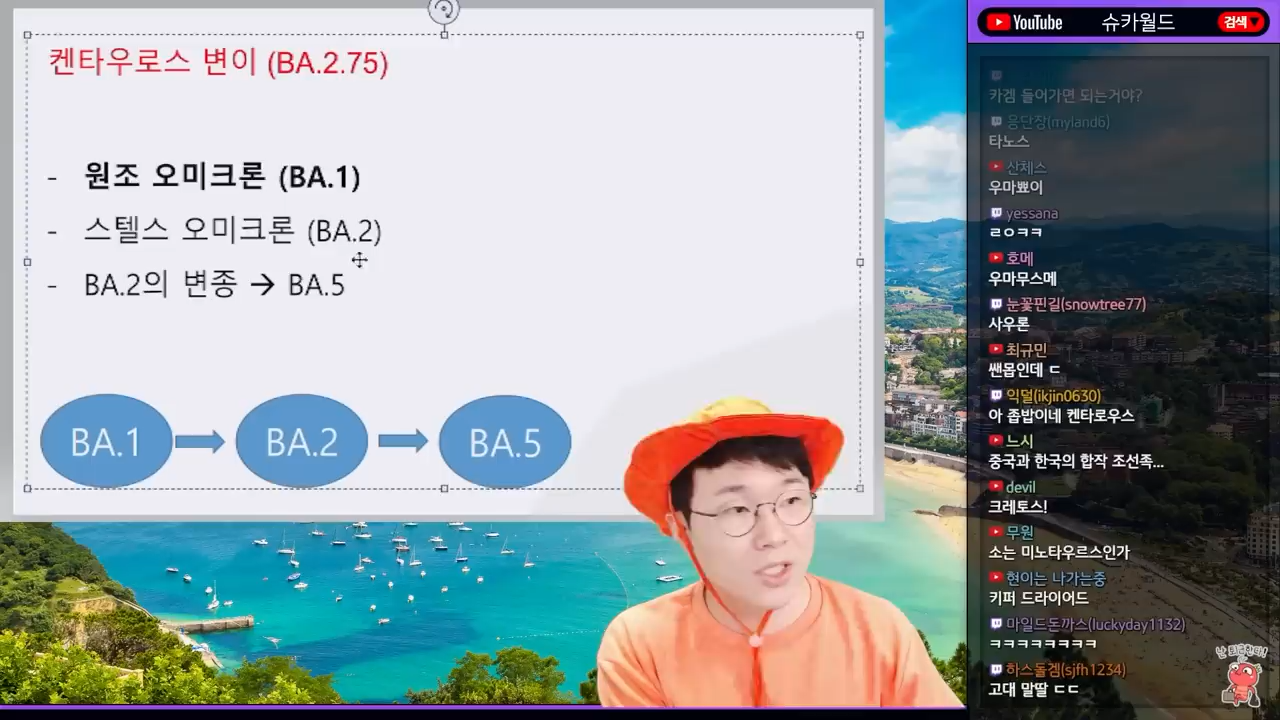 켄타우로스 변이 (BA.2.75)
- 원조 오미크론 (BA.1)
- 스텔스 오미크론 (BA.2)
- BA.2의 변종 → BA.5
BA.1
BA.2
BA.5
YouTube 슈카월드 검색
카겜 들어가면 되는거야?
응단장(myland6)
타노스
산체스
우마뾰이
yessana
ㄹㅇㅋㅋ
호메
우마무스메
눈꽃핀길(snowtree77)
사우론
최규민
쌘몹인데 ㄷ
익덜(ikjin0630)
아 좁밥이네 켄타로우스
느시
중국과 한국의 합작 조선족...
devil
크레토스!
무원
소는 미노타우르스인가
현이는 나가는중
키퍼 드라이어드
마일드돈까스(luckyday1132)
ㅋㅋㅋㅋㅋㅋㅋㅋ
하스돌겜(sjfh1234)
고대 말딸 ㄷㄷ